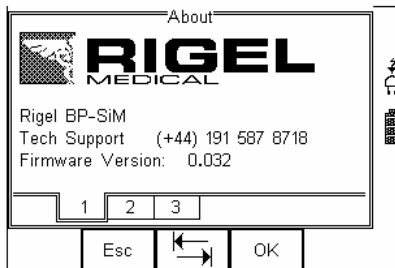 About
RIGEL
MEDICAL
Rigel BP-SiM
Tech Support (+44) 191 587 8718
Firmware Version: 0.032
1 2 3
Esc OK